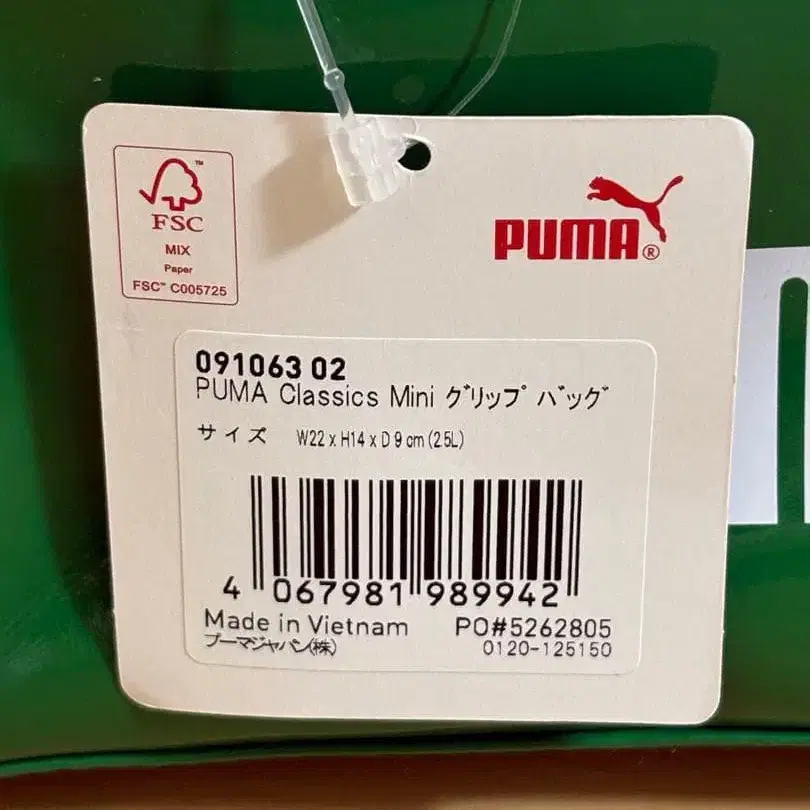 FSC™
MIX
Paper
FSC™ C005725
PUMA®
091063 02
PUMA Classics Mini ｸﾞﾘｯﾌﾟ ﾊﾞｯｸﾞ
サイズ W22 x H14 x D 9 cm (2.5L)
4 067981 989942
Made in Vietnam PO#5262805
プーマジャパン(株) 0120-125150